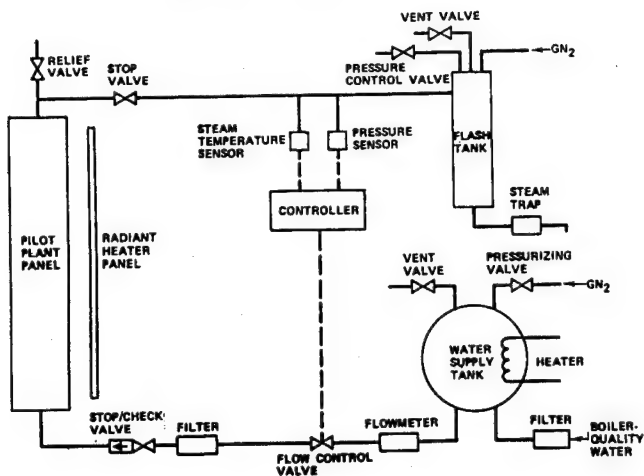 VENT VALVE
RELIEF
VALVE
STOP
VALVE
PRESSURE
CONTROL VALVE
GN2
STEAM
TEMPERATURE
SENSOR
PRESSURE
SENSOR
FLASH
TANK
STEAM
TRAP
CONTROLLER
PILOT
PLANT
PANEL
RADIANT
HEATER
PANEL
VENT
VALVE
PRESSURIZING
VALVE
GN2
WATER
SUPPLY
TANK
HEATER
STOP/CHECK
VALVE
FILTER
FLOW CONTROL
VALVE
FLOWMETER
FILTER
BOILER-
QUALITY
WATER